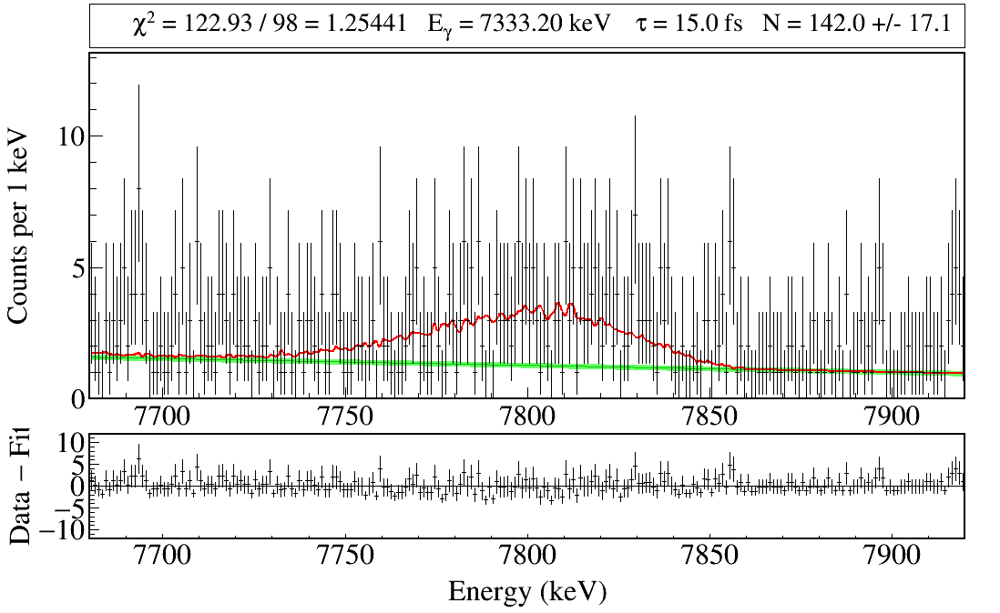 χ² = 122.93 / 98 = 1.25441 E_γ = 7333.20 keV τ = 15.0 fs N = 142.0 +/- 17.1
Counts per 1 keV
10
5
0
7700 7750 7800 7850 7900
Data − Fit
10
5
0
−5
−10
7700 7750 7800 7850 7900
Energy (keV)